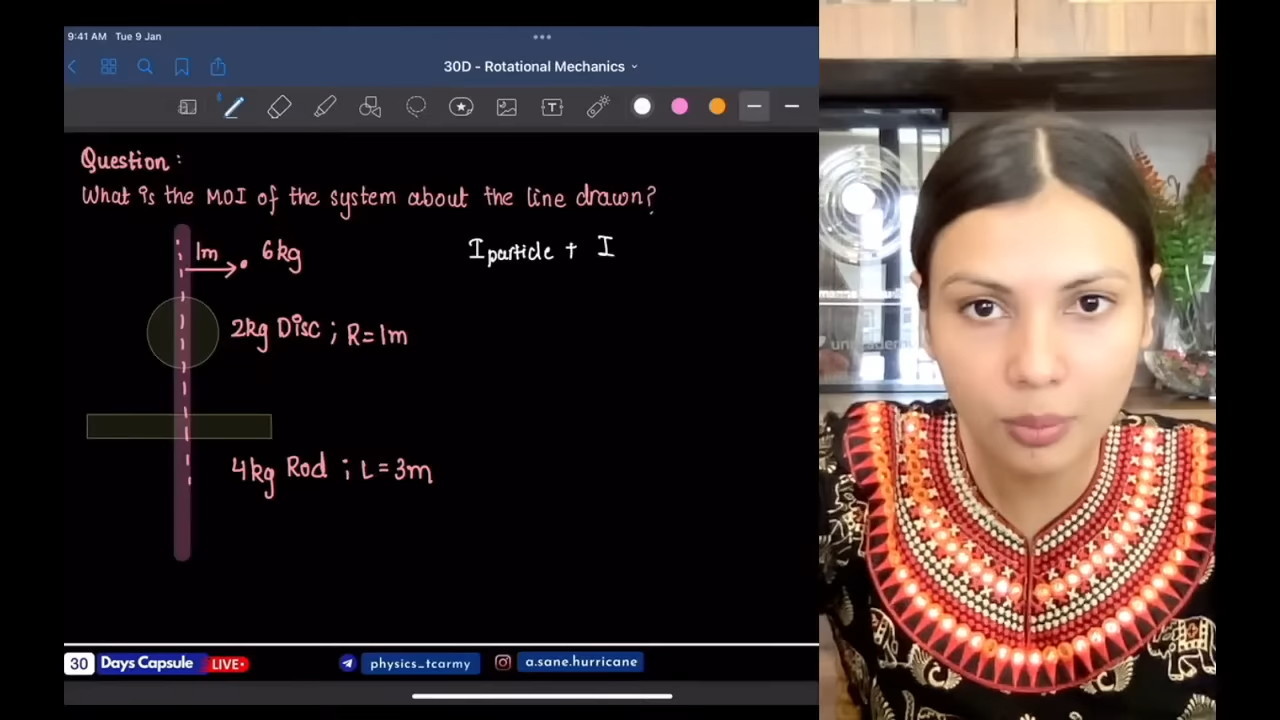 9:41 AM Tue 9 Jan
30D - Rotational Mechanics
Question :
What is the MOI of the system about the line drawn?
1m 6kg
I particle + I
2kg Disc ; R=1m
4kg Rod ; L=3m
30 Days Capsule LIVE
physics_tcarmy
a.sane.hurricane